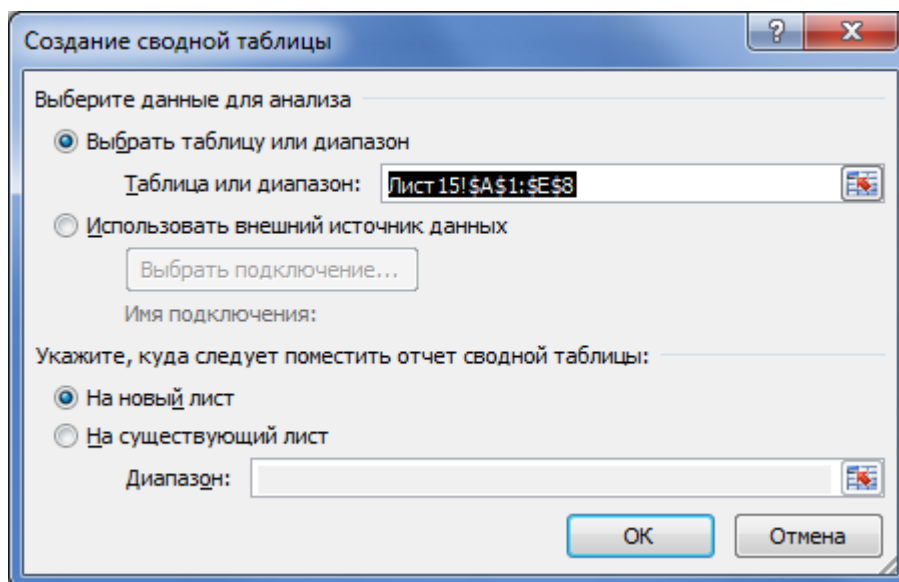 Создание сводной таблицы
Выберите данные для анализа
Выбрать таблицу или диапазон
Таблица или диапазон: Лист15!$A$1:$E$8
Использовать внешний источник данных
Выбрать подключение...
Имя подключения:
Укажите, куда следует поместить отчет сводной таблицы:
На новый лист
На существующий лист
Диапазон:
ОК Отмена